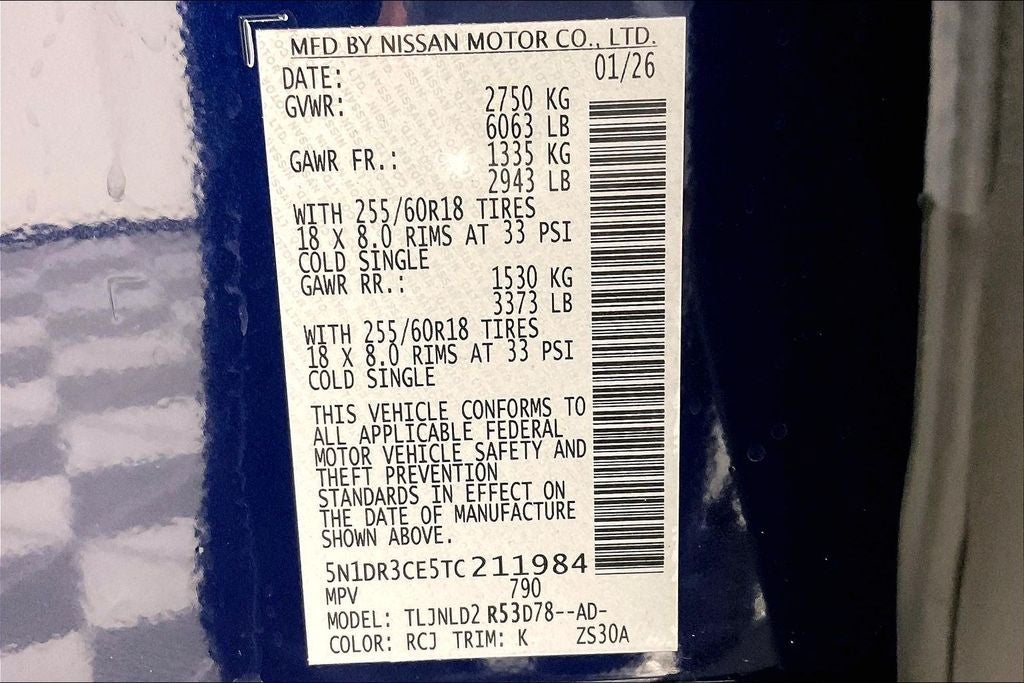 MFD BY NISSAN MOTOR CO., LTD.
DATE: 01/26
GVWR: 2750 KG
6063 LB
GAWR FR.: 1335 KG
2943 LB
WITH 255/60R18 TIRES
18 X 8.0 RIMS AT 33 PSI
COLD SINGLE
GAWR RR.: 1530 KG
3373 LB
WITH 255/60R18 TIRES
18 X 8.0 RIMS AT 33 PSI
COLD SINGLE
THIS VEHICLE CONFORMS TO
ALL APPLICABLE FEDERAL
MOTOR VEHICLE SAFETY AND
THEFT PREVENTION
STANDARDS IN EFFECT ON
THE DATE OF MANUFACTURE
SHOWN ABOVE.
5N1DR3CE5TC211984
MPV 790
MODEL: TLJNLD2 R53D78--AD-
COLOR: RCJ TRIM: K ZS30A